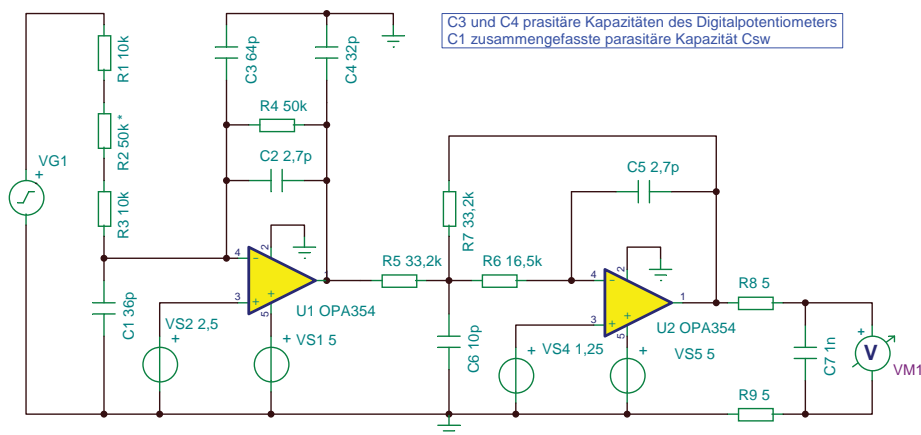 C3 und C4 prasitäre Kapazitäten des Digitalpotentiometers
C1 zusammengefasste parasitäre Kapazität Csw
R1 10k
C3 64p
C4 32p
R2 50k *
R4 50k
VG1
+
C2 2,7p
C5 2,7p
R3 10k
R7 33,2k
4
2
3
5
1
+
+
U1 OPA354
R5 33,2k
R6 16,5k
4
2
3
5
1
+
+
U2 OPA354
R8 5
C1 36p
VS2 2,5
+
VS1 5
+
C6 10p
VS4 1,25
+
VS5 5
+
C7 1n
+
V
VM1
R9 5